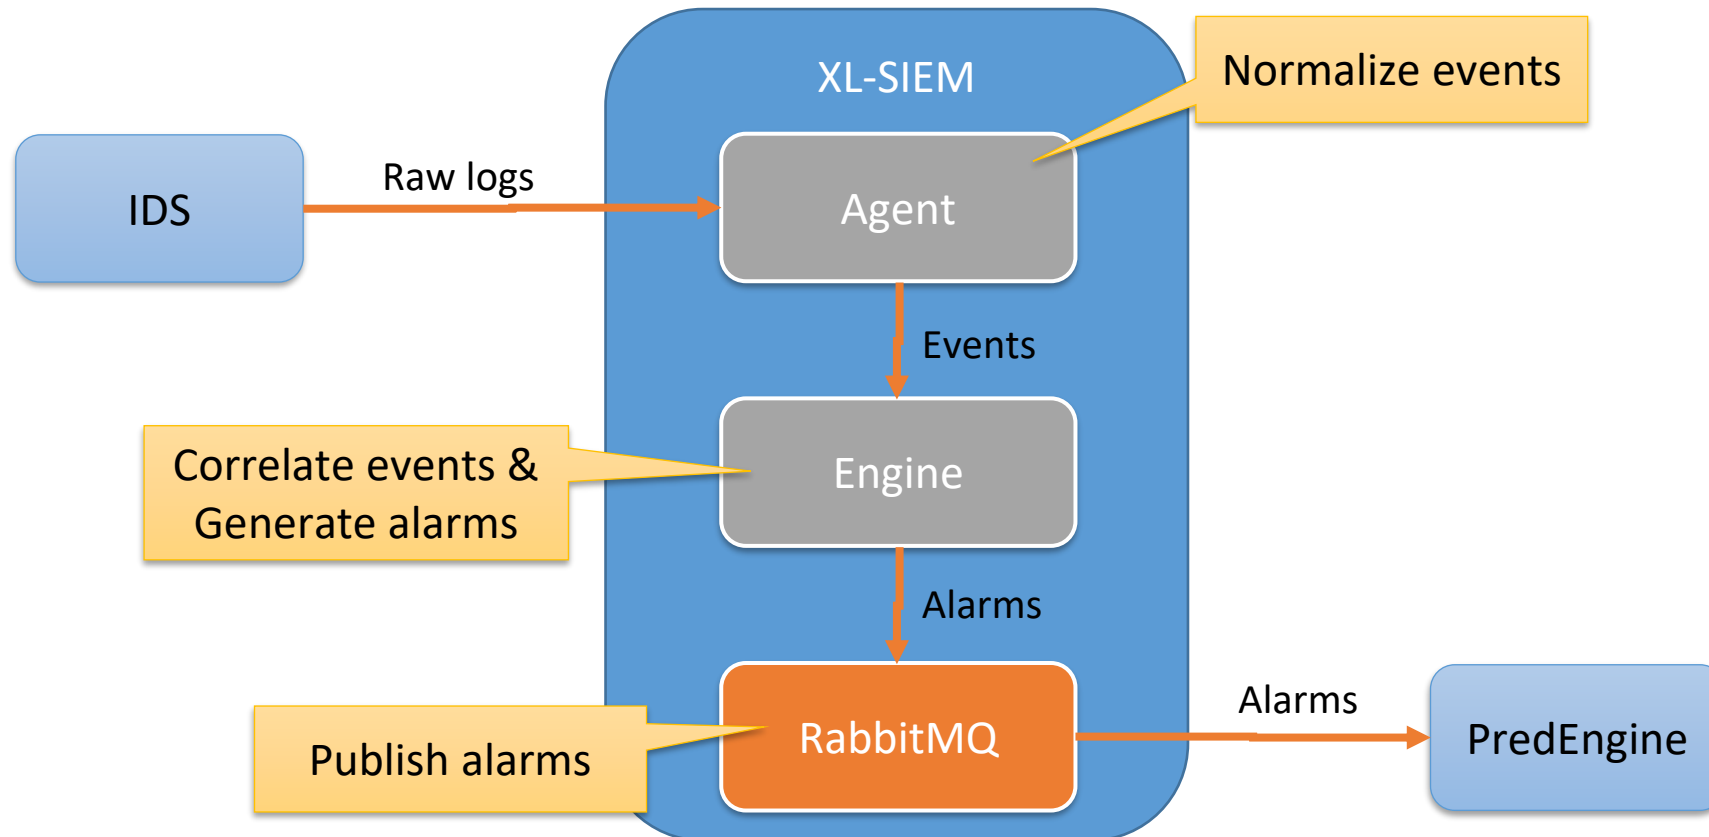 XL-SIEM
Normalize events
IDS
Raw logs
Agent
Events
Correlate events &
Generate alarms
Engine
Alarms
Publish alarms
RabbitMQ
Alarms
PredEngine